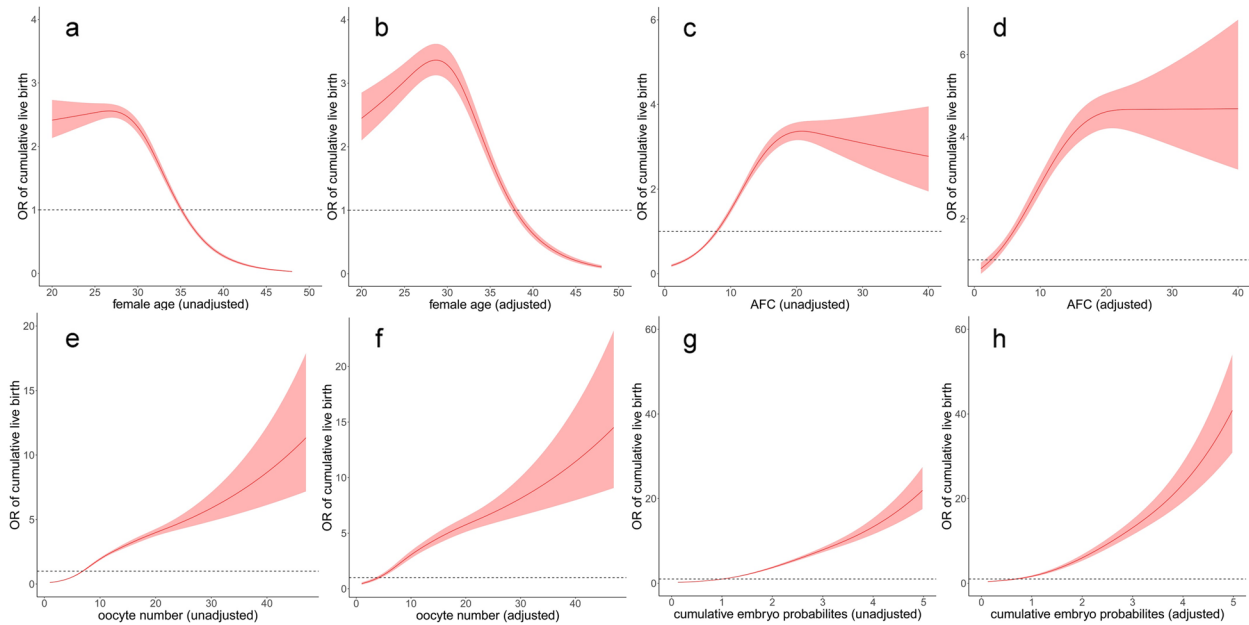 a
OR of cumulative live birth
4
3
2
1
0
20 25 30 35 40 45 50
female age (unadjusted)
b
OR of cumulative live birth
4
3
2
1
0
20 25 30 35 40 45 50
female age (adjusted)
c
OR of cumulative live birth
6
4
2
0
0 10 20 30 40
AFC (unadjusted)
d
OR of cumulative live birth
6
4
2
0 10 20 30 40
AFC (adjusted)
e
OR of cumulative live birth
20
15
10
5
0
0 10 20 30 40
oocyte number (unadjusted)
f
OR of cumulative live birth
20
15
10
5
0
0 10 20 30 40
oocyte number (adjusted)
g
OR of cumulative live birth
60
40
20
0
0 1 2 3 4 5
cumulative embryo probabilites (unadjusted)
h
OR of cumulative live birth
60
40
20
0
0 1 2 3 4 5
cumulative embryo probabilites (adjusted)